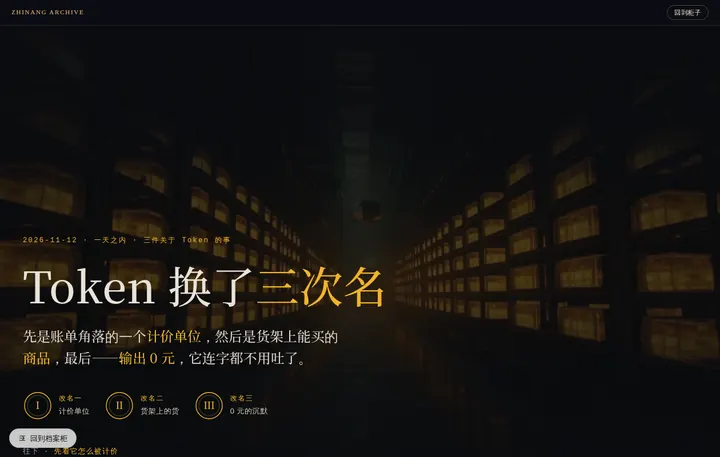 ZHINANG ARCHIVE
回到柜子
2026-11-12 · 一天之内 · 三件关于 Token 的事
Token 换了三次名
先是账单角落的一个计价单位，然后是货架上能买的
商品，最后——输出 0 元，它连字都不用吐了。
I
改名一
计价单位
II
改名二
货架上的货
III
改名三
0 元的沉默
回到档案柜
往下 · 先看它怎么被计价